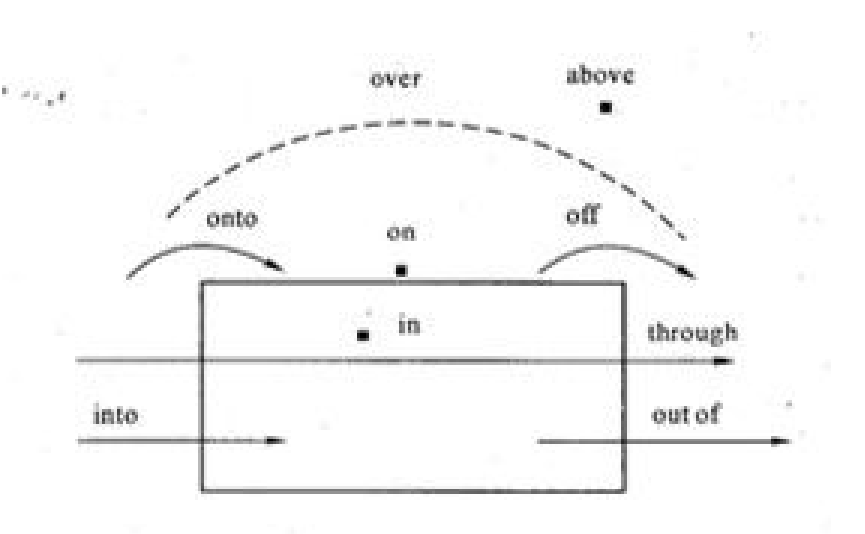 over
above
onto
off
on
in
through
into
out of